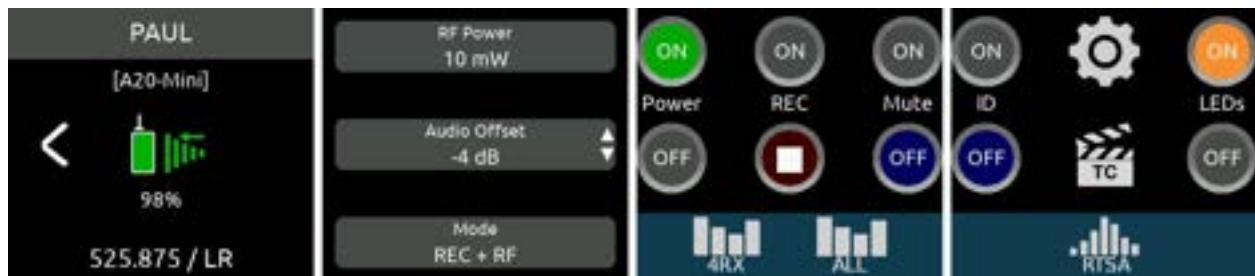 PAUL
[A20-Mini]
98%
525.875 / LR
RF Power
10 mW
Audio Offset
-4 dB
Mode
REC + RF
ON ON ON
Power REC Mute
OFF OFF
4RX ALL
ON ON
ID LEDs
OFF TC OFF
RTSA